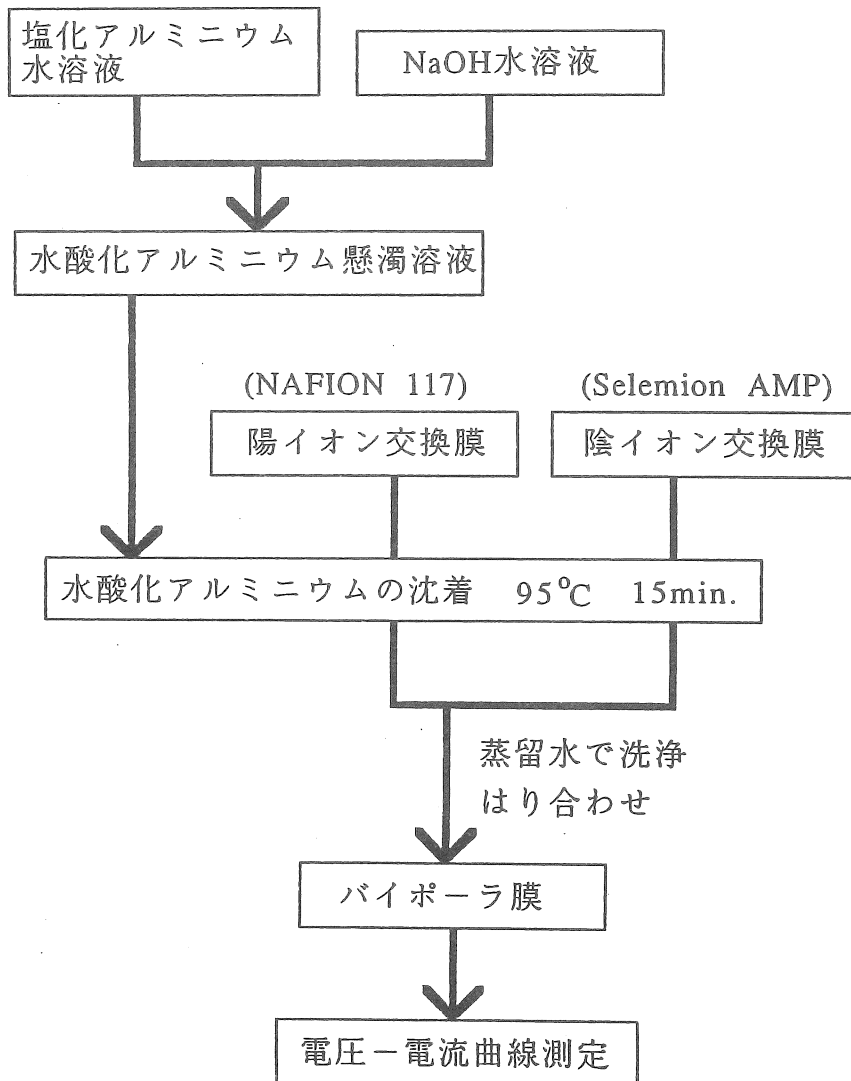 塩化アルミニウム
水溶液
NaOH水溶液
水酸化アルミニウム懸濁溶液
(NAFION 117)
(Selemion AMP)
陽イオン交換膜
陰イオン交換膜
水酸化アルミニウムの沈着 95℃ 15min.
蒸留水で洗浄
はり合わせ
バイポーラ膜
電圧－電流曲線測定